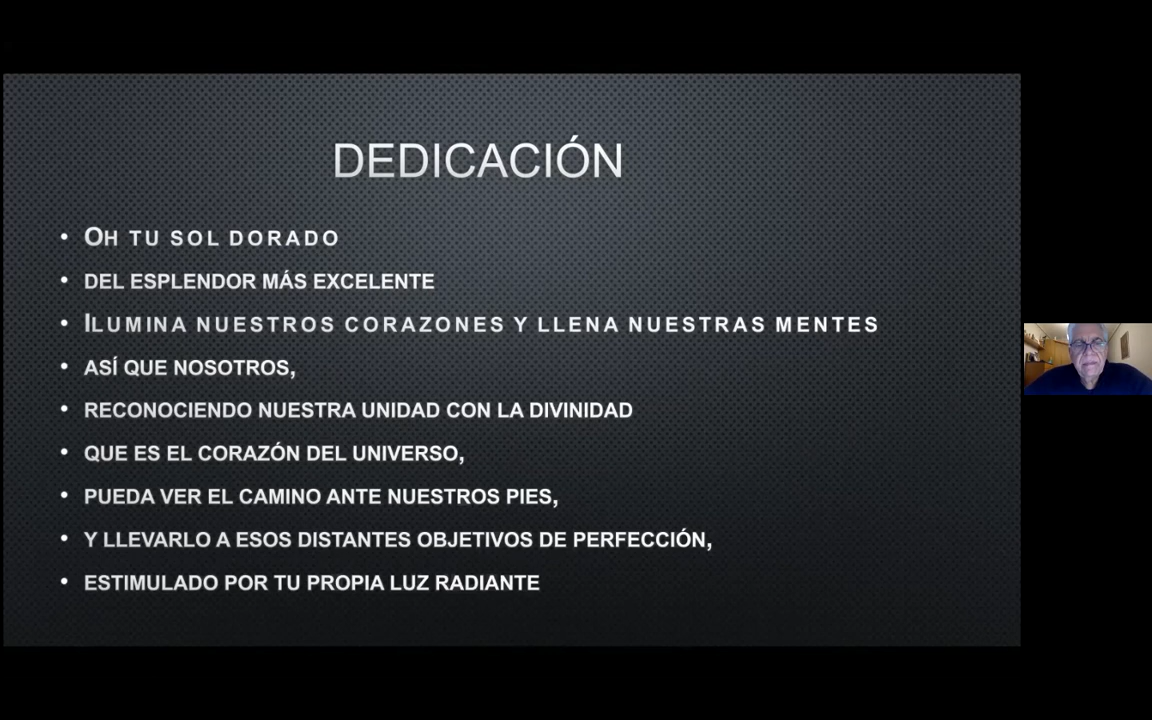 DEDICACIÓN
• OH TU SOL DORADO
• DEL ESPLENDOR MÁS EXCELENTE
• ILUMINA NUESTROS CORAZONES Y LLENA NUESTRAS MENTES
• ASÍ QUE NOSOTROS,
• RECONOCIENDO NUESTRA UNIDAD CON LA DIVINIDAD
• QUE ES EL CORAZÓN DEL UNIVERSO,
• PUEDA VER EL CAMINO ANTE NUESTROS PIES,
• Y LLEVARLO A ESOS DISTANTES OBJETIVOS DE PERFECCIÓN,
• ESTIMULADO POR TU PROPIA LUZ RADIANTE